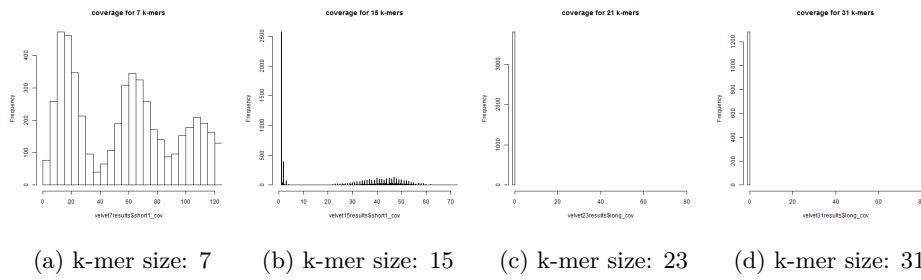 coverage for 7 k-mers
Frequency
0 100 200 300 400
0 20 40 60 80 100 120
velvet7results$short1_cov
(a) k-mer size: 7
coverage for 15 k-mers
Frequency
0 500 1000 1500 2000 2500
0 10 20 30 40 50 60 70
velvet15results$short1_cov
(b) k-mer size: 15
coverage for 21 k-mers
Frequency
0 1000 2000 3000
0 20 40 60 80
velvet23results$long_cov
(c) k-mer size: 23
coverage for 31 k-mers
Frequency
0 200 400 600 800 1000 1200
0 20 40 60 80
velvet31results$long_cov
(d) k-mer size: 31